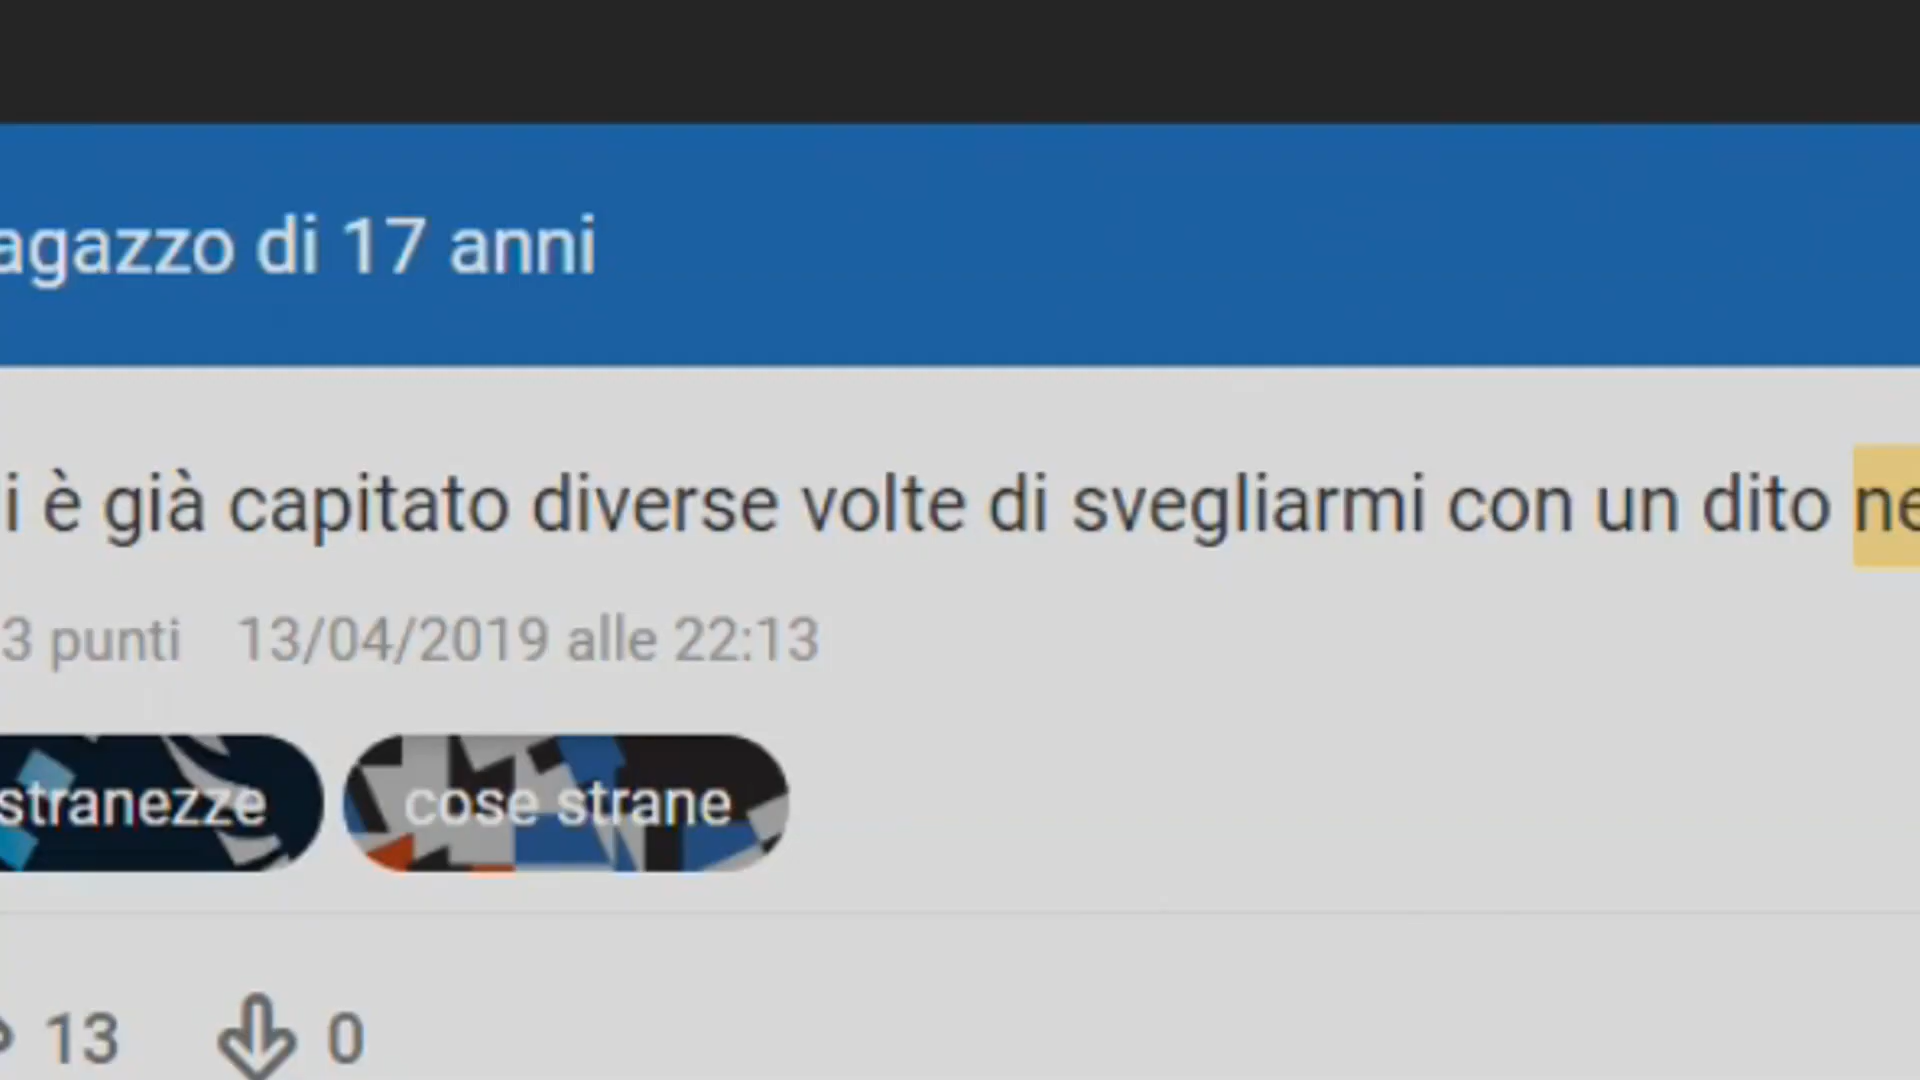 agazzo di 17 anni
i è già capitato diverse volte di svegliarmi con un dito ne
3 punti 13/04/2019 alle 22:13
stranezze cose strane
13 0